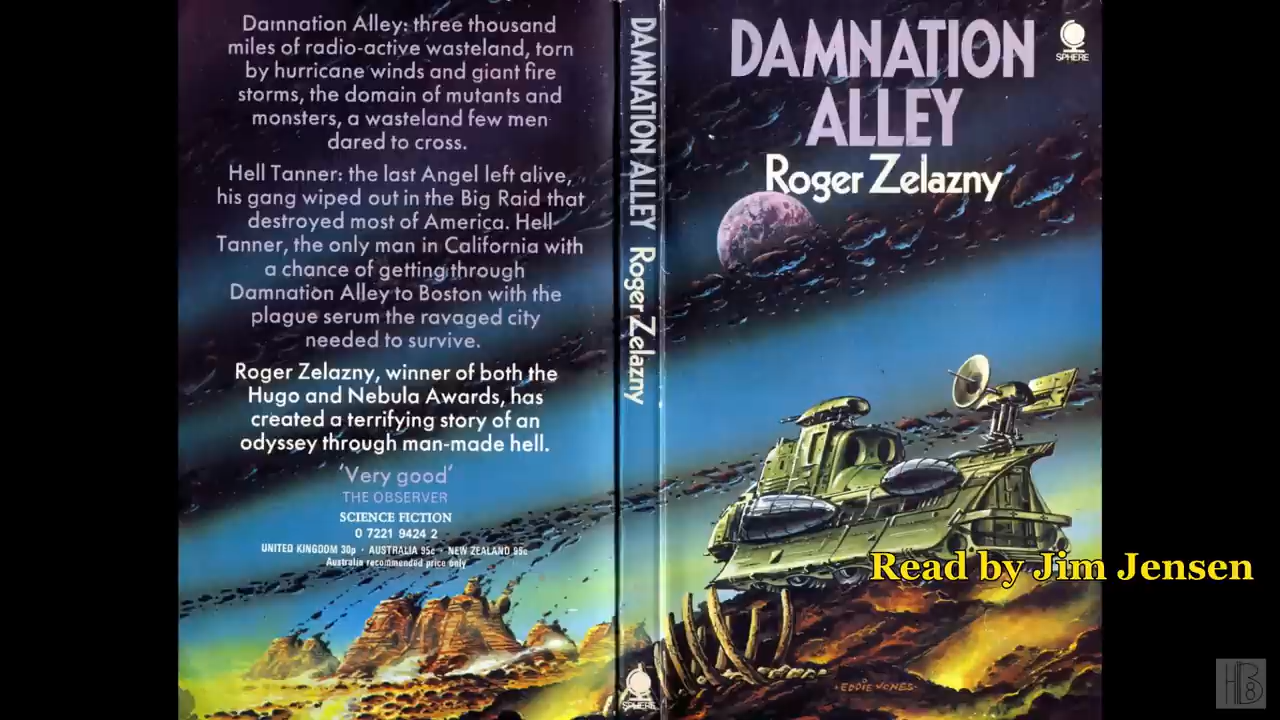 Damnation Alley: three thousand
miles of radio-active wasteland, torn
by hurricane winds and giant fire
storms, the domain of mutants and
monsters, a wasteland few men
dared to cross.
Hell Tanner: the last Angel left alive,
his gang wiped out in the Big Raid that
destroyed most of America. Hell
Tanner, the only man in California with
a chance of getting through
Damnation Alley to Boston with the
plague serum the ravaged city
needed to survive.
Roger Zelazny, winner of both the
Hugo and Nebula Awards, has
created a terrifying story of an
odyssey through man-made hell.
'Very good'
THE OBSERVER
SCIENCE FICTION
0 7221 9424 2
UNITED KINGDOM 30p · AUSTRALIA 95c · NEW ZEALAND 95c
Australia recommended price only
DAMNATION ALLEY Roger Zelazny
SPHERE
DAMNATION
ALLEY
Roger Zelazny
SPHERE
Read by Jim Jensen
·EDDIE JONES·
HB8